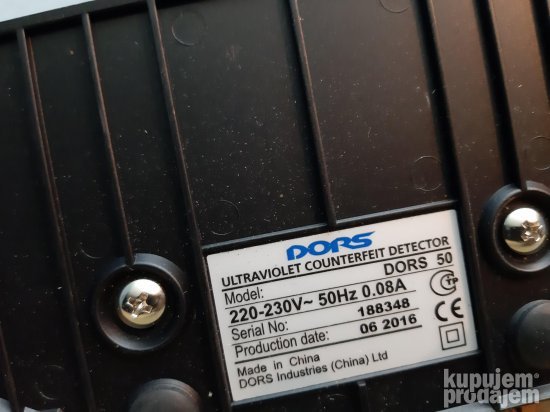 DORS
ULTRAVIOLET COUNTERFEIT DETECTOR
Model: DORS 50
220-230V~ 50Hz 0.08A
Serial No: 188348
Production date: 06 2016
Made in China
DORS Industries (China) Ltd
CE
kupujem
prodajem